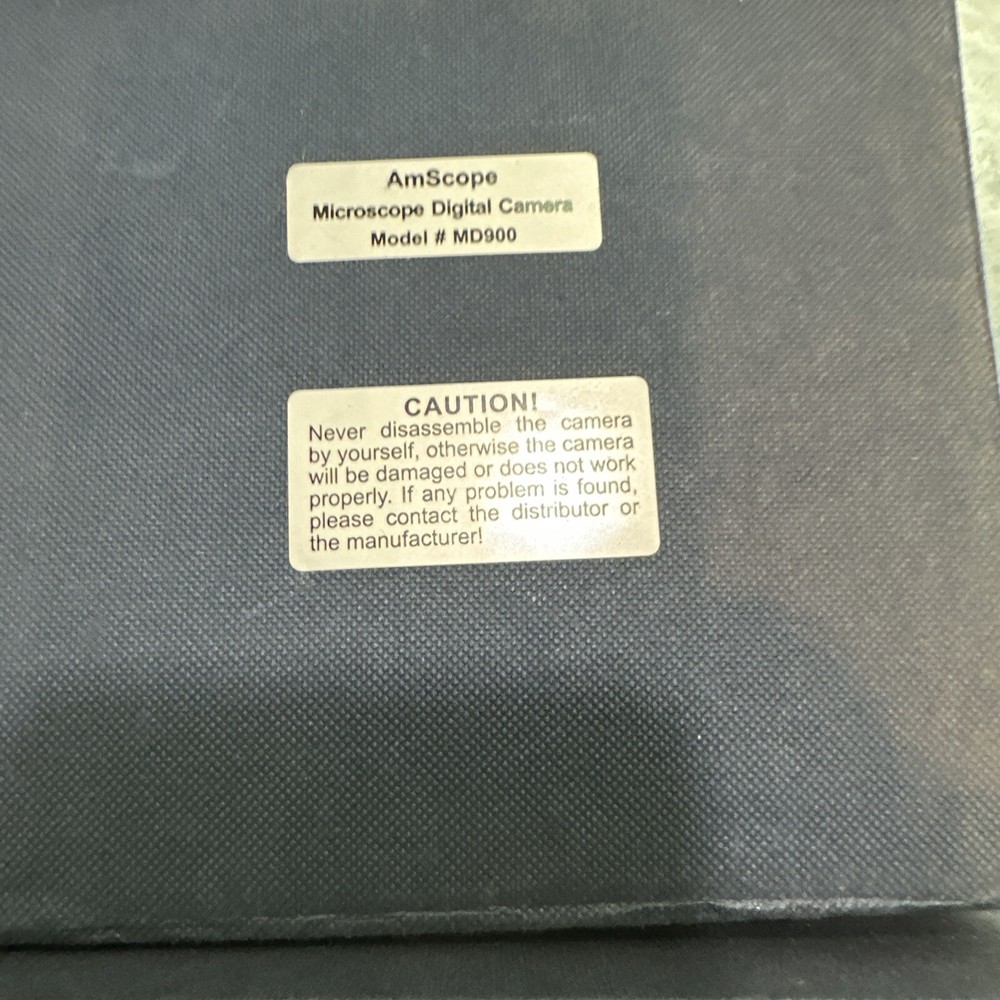 AmScope
Microscope Digital Camera
Model # MD900
CAUTION!
Never disassemble the camera
by yourself, otherwise the camera
will be damaged or does not work
properly. If any problem is found,
please contact the distributor or
the manufacturer!